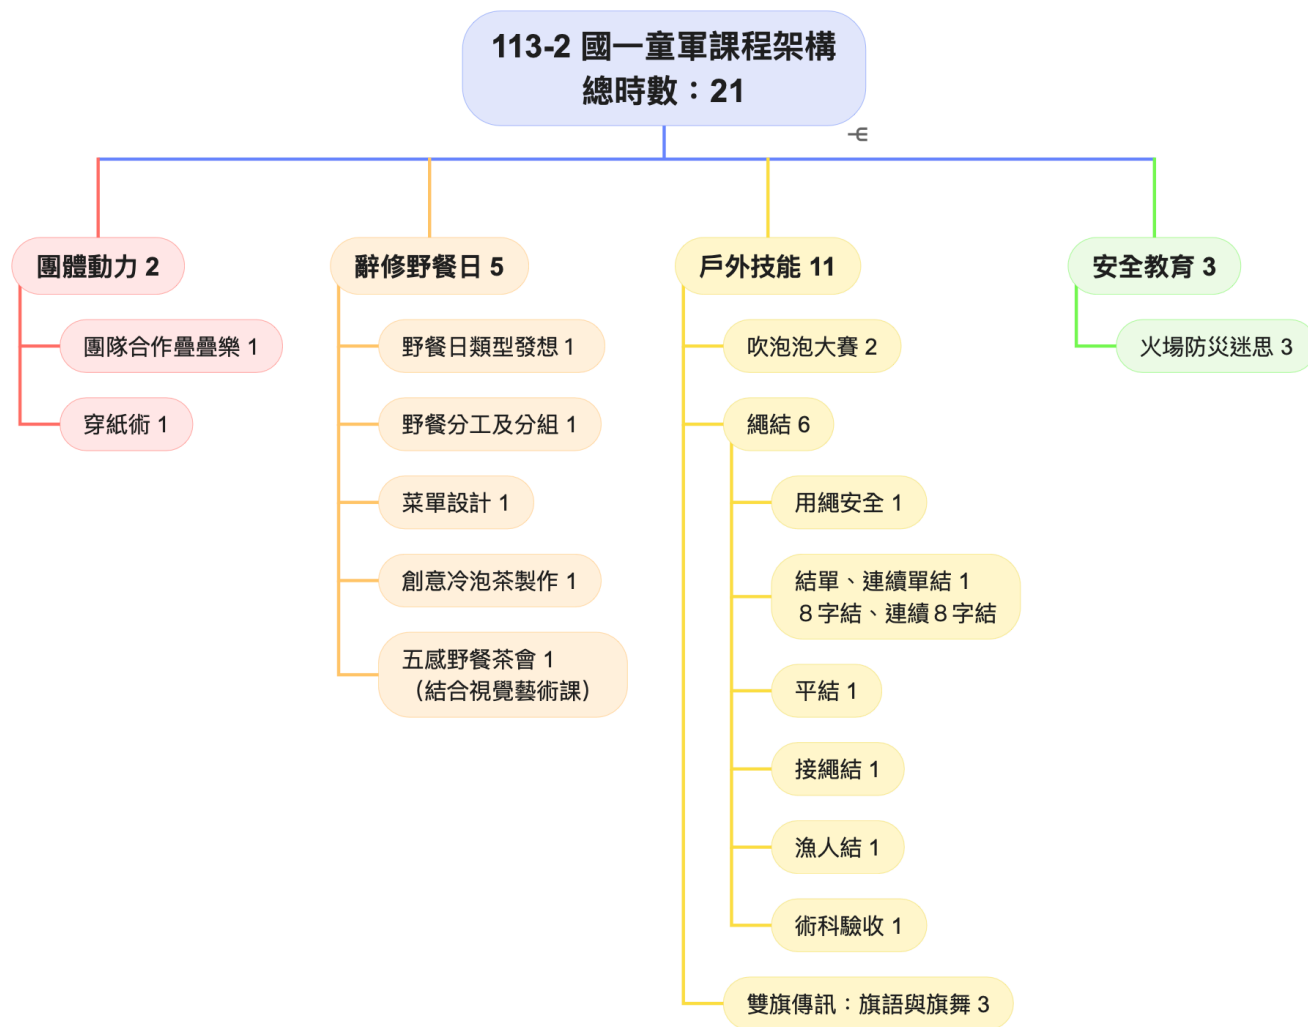 113-2 國一童軍課程架構
總時數：21
團體動力 2
團隊合作疊疊樂 1
穿紙術 1
辭修野餐日 5
野餐日類型發想 1
野餐分工及分組 1
菜單設計 1
創意冷泡茶製作 1
五感野餐茶會 1
（結合視覺藝術課）
戶外技能 11
吹泡泡大賽 2
繩結 6
用繩安全 1
結單、連續單結 1
８字結、連續８字結
平結 1
接繩結 1
漁人結 1
術科驗收 1
雙旗傳訊：旗語與旗舞 3
安全教育 3
火場防災迷思 3